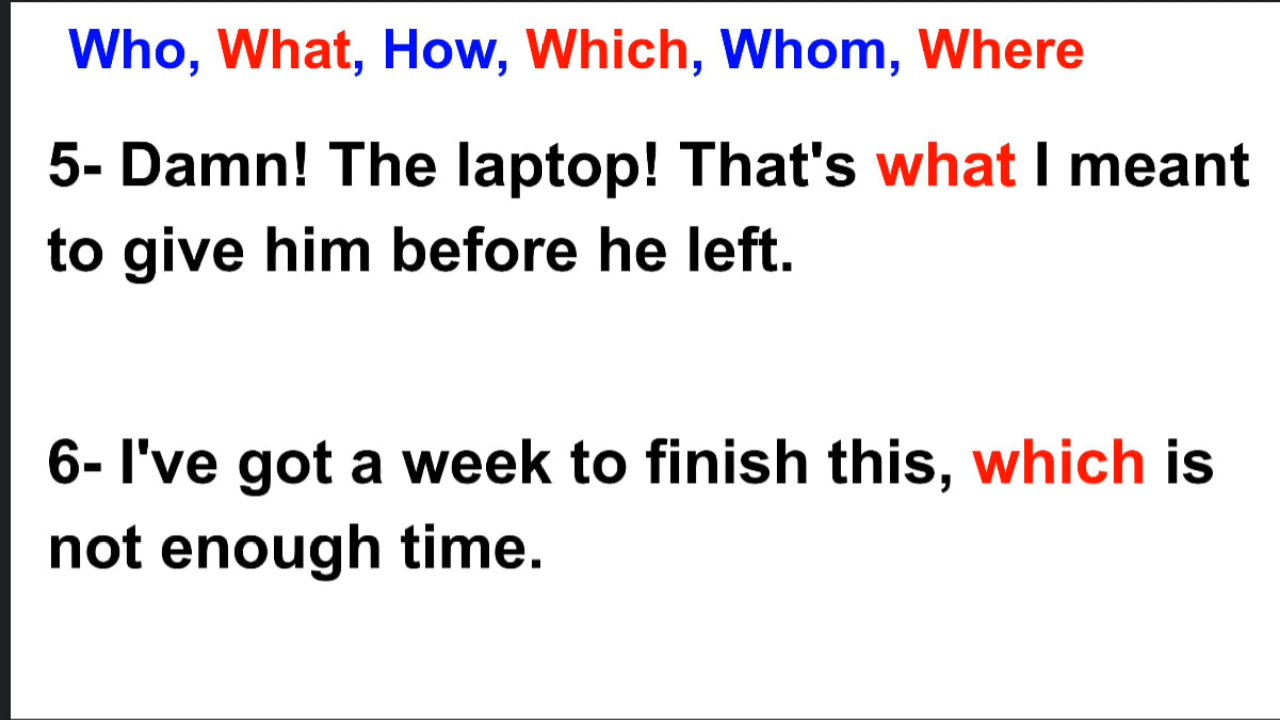 Who, What, How, Which, Whom, Where
5- Damn! The laptop! That's what I meant
to give him before he left.
6- I've got a week to finish this, which is
not enough time.